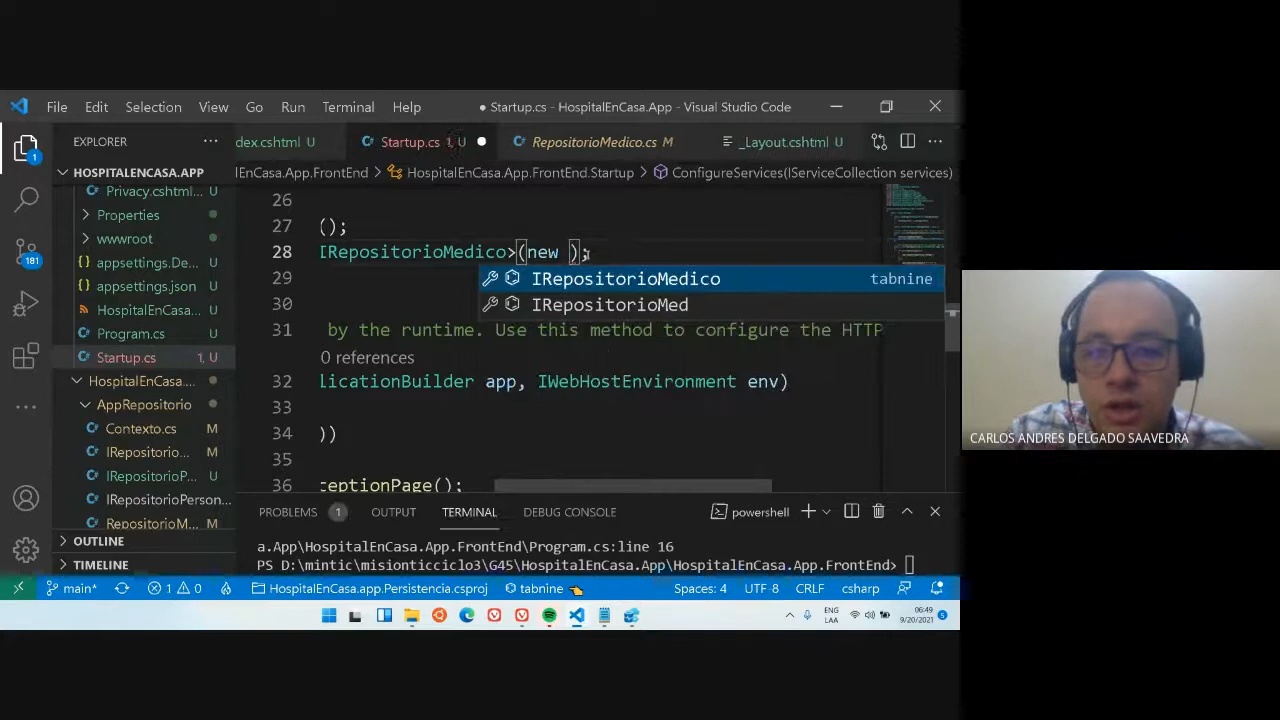 File Edit Selection View Go Run Terminal Help
● Startup.cs - HospitalEnCasa.App - Visual Studio Code
EXPLORER
dex.cshtml U
Startup.cs 1, U
RepositorioMedico.cs M
_Layout.cshtml U
HOSPITALENCASA.APP
lEnCasa.App.FrontEnd > HospitalEnCasa.App.FrontEnd.Startup > ConfigureServices(IServiceCollection services)
Privacy.cshtml... U
Properties
wwwroot
appsettings.De...
appsettings.json
HospitalEnCasa...
Program.cs
Startup.cs 1, U
HospitalEnCasa...
AppRepositorio
Contexto.cs M
IRepositorio... M
IRepositorioP... U
IRepositorioPerson...
RepositorioM... M
OUTLINE
TIMELINE
1
181
26
27 ();
28 IRepositorioMedico>(new );
IRepositorioMedico tabnine
IRepositorioMed
29
30
31 by the runtime. Use this method to configure the HTTP
0 references
32 licationBuilder app, IWebHostEnvironment env)
33
34 ))
35
36 ceptionPage();
PROBLEMS 1 OUTPUT TERMINAL DEBUG CONSOLE
powershell
a.App\HospitalEnCasa.App.FrontEnd\Program.cs:line 16
PS D:\mintic\misionticciclo3\G45\HospitalEnCasa.App\HospitalEnCasa.app.FrontEnd>
main* 1 0 HospitalEnCasa.app.Persistencia.csproj tabnine Spaces: 4 UTF-8 CRLF csharp
ENG
LAA
06:49
9/20/2021
5
CARLOS ANDRES DELGADO SAAVEDRA